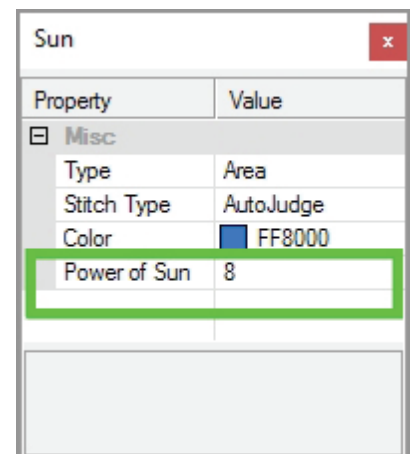 Sun x
Property Value
Misc
Type Area
Stitch Type AutoJudge
Color FF8000
Power of Sun 8